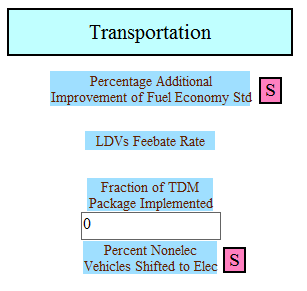 Transportation
Percentage Additional
Improvement of Fuel Economy Std S
LDVs Feebate Rate
Fraction of TDM
Package Implemented
0
Percent Nonelec
Vehicles Shifted to Elec S